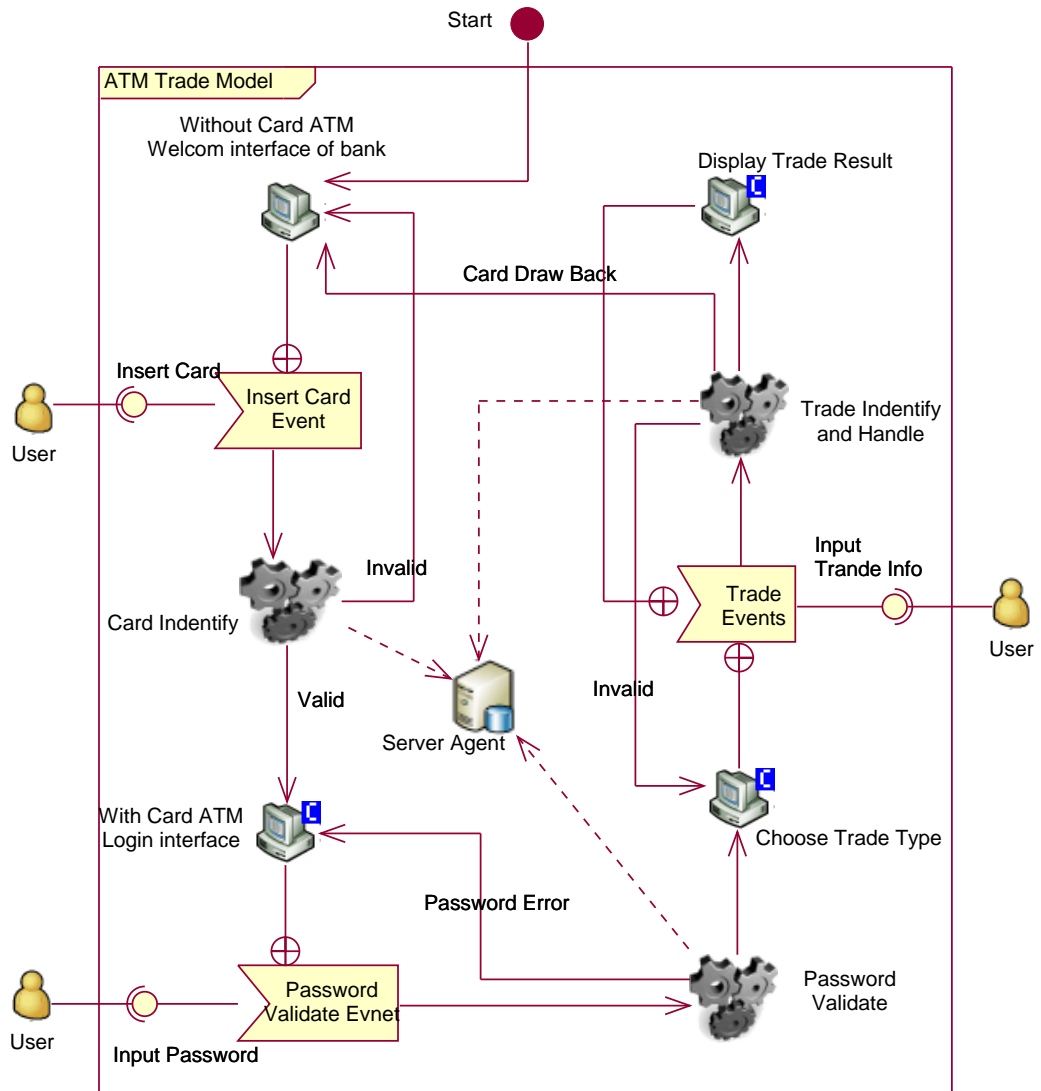 Start
ATM Trade Model
Without Card ATM
Welcom interface of bank
Display Trade Result
C
Card Draw Back
Insert Card
Insert Card
Event
User
Trade Indentify
and Handle
Invalid
Card Indentify
Input
Trande Info
Trade
Events
User
Valid
Invalid
Server Agent
C
With Card ATM
Login interface
C
Choose Trade Type
Password Error
Password
Validate Evnet
Password
Validate
User
Input Password